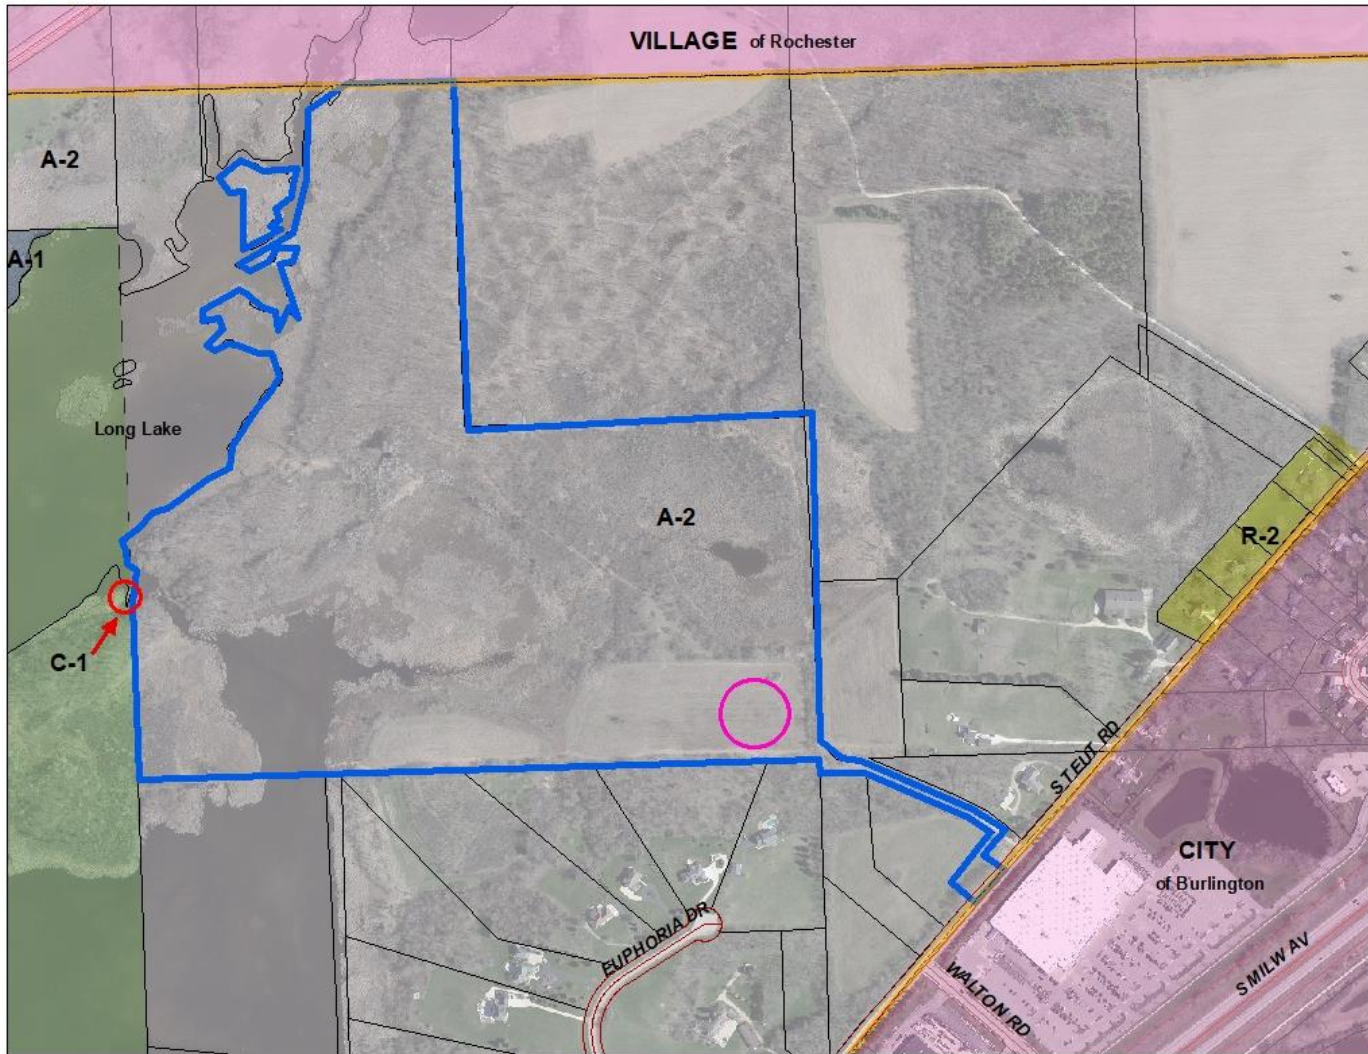 VILLAGE of Rochester
A-2
A-1
Long Lake
A-2
R-2
C-1
S TEUT RD
CITY
of Burlington
EUPHORIA DR
WALTON RD
S MILW AV